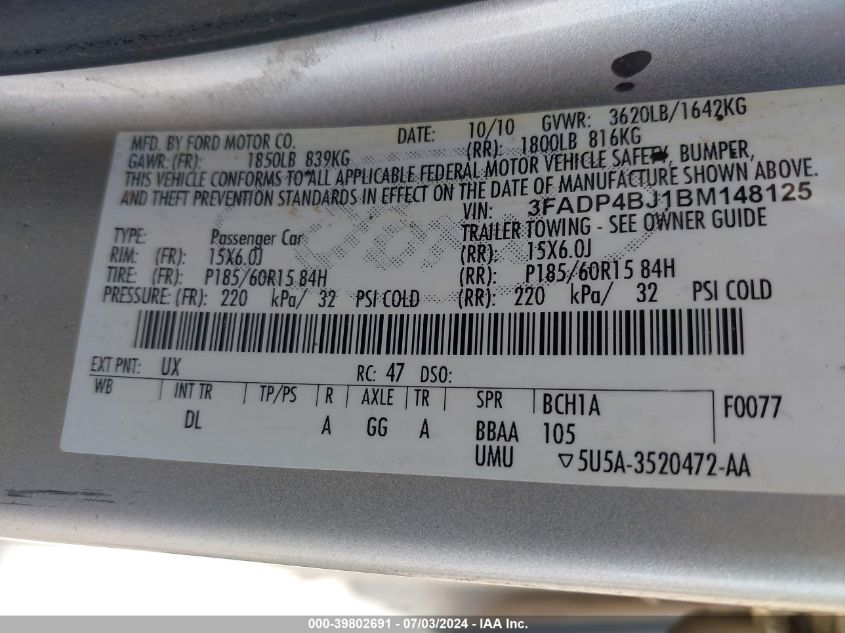 MFD. BY FORD MOTOR CO. DATE: 10/10 GVWR: 3620LB/1642KG
GAWR: (FR): 1850LB 839KG (RR): 1800LB 816KG
THIS VEHICLE CONFORMS TO ALL APPLICABLE FEDERAL MOTOR VEHICLE SAFETY, BUMPER,
AND THEFT PREVENTION STANDARDS IN EFFECT ON THE DATE OF MANUFACTURE SHOWN ABOVE.
VIN: 3FADP4BJ1BM148125
TYPE: Passenger Car TRAILER TOWING - SEE OWNER GUIDE
RIM: (FR): 15X6.0J (RR): 15X6.0J
TIRE: (FR): P185/60R15 84H (RR): P185/60R15 84H
PRESSURE: (FR): 220 kPa/ 32 PSI COLD (RR): 220 kPa/ 32 PSI COLD
EXT PNT: UX RC: 47 DSO:
WB INT TR TP/PS R AXLE TR SPR BCH1A F0077
DL A GG A BBAA 105
UMU ▽5U5A-3520472-AA
000-39802691 - 07/03/2024 - IAA Inc.